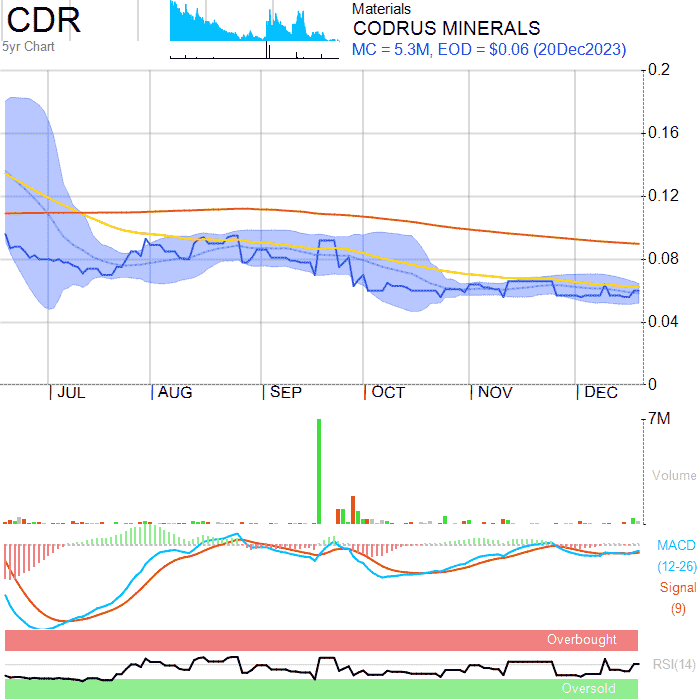 CDR
5yr Chart
Materials
CODRUS MINERALS
MC = 5.3M, EOD = $0.06 (20Dec2023)
0.2
0.16
0.12
0.08
0.04
0
JUL AUG SEP OCT NOV DEC
7M
Volume
MACD
(12-26)
Signal
(9)
Overbought
RSI(14)
Oversold